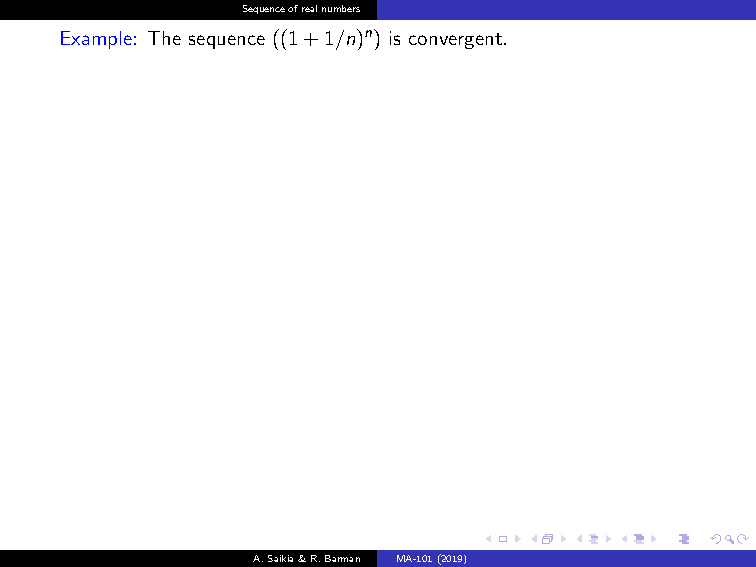 Sequence of real numbers
Example: The sequence ((1 + 1/n)ⁿ) is convergent.
A. Saikia & R. Barman MA-101 (2019)